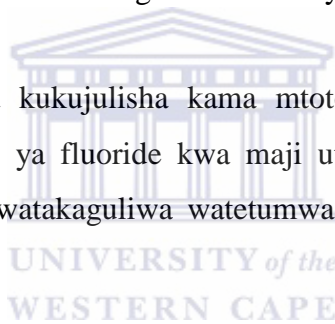 kukujulisha kama mtot
ya fluoride kwa maji u
watakaguliwa watetumwa
UNIVERSITY of the
WESTERN CAPE